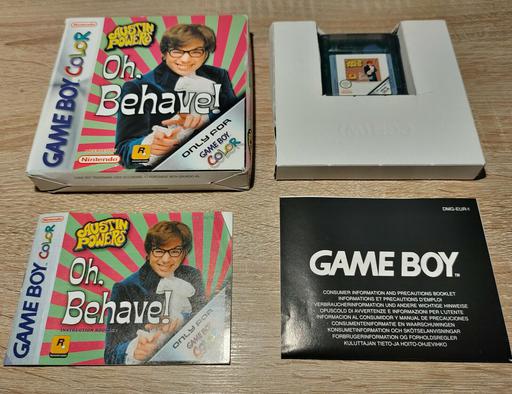 Nintendo
GAME BOY COLOR
AUSTIN POWERS
Oh,
Behave!
ONLY FOR
GAME BOY
COLOR
Nintendo
R
GAME BOY
GAME BOY COLOR
AUSTIN POWERS
Oh,
Behave!
INSTRUCTION BOOKLET
ONLY FOR
GAME BOY
COLOR
R
DMG-EUR-1
GAME BOY™
CONSUMER INFORMATION AND PRECAUTIONS BOOKLET
INFORMATIONS ET PRECAUTIONS D'EMPLOI
VERBRAUCHERINFORMATION UND ANDERE WICHTIGE HINWEISE
OPUSCOLO DI AVVERTENZE E INFORMAZIONI PER L'UTENTE
INFORMACION AL CONSUMIDOR Y MANUAL DE PRECAUCIONES
CONSUMENTENINFORMATIE EN WAARSCHUWINGEN
KONSUMETINFORMATION OCH SKÖTSELANVISNINGAR
FORBRUGERINFORMATION OG FORHOLDSREGLER
KULUTTAJAN TIETO-JA HOITO-OHJEVIHKO